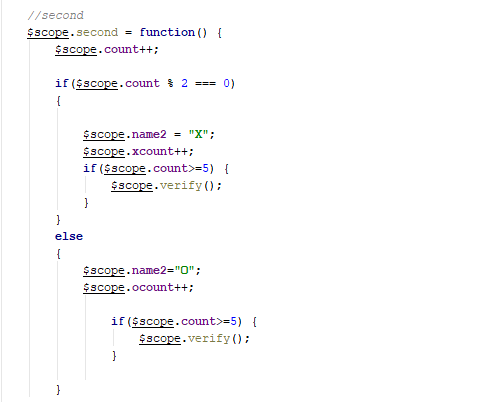 //second
$scope.second = function() {
$scope.count++;
if($scope.count % 2 === 0)
{
$scope.name2 = "X";
$scope.xcount++;
if($scope.count>=5) {
$scope.verify();
}
}
else
{
$scope.name2="O";
$scope.ocount++;
if($scope.count>=5) {
$scope.verify();
}
}